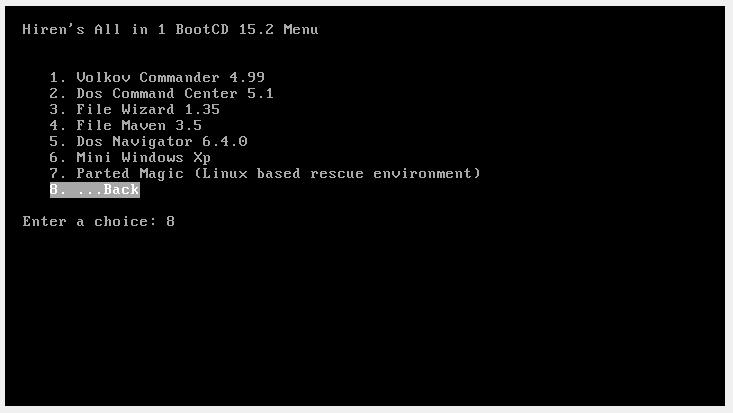 Hiren's All in 1 BootCD 15.2 Menu
1. Volkov Commander 4.99
2. Dos Command Center 5.1
3. File Wizard 1.35
4. File Maven 3.5
5. Dos Navigator 6.4.0
6. Mini Windows Xp
7. Parted Magic (Linux based rescue environment)
8. ...Back
Enter a choice: 8